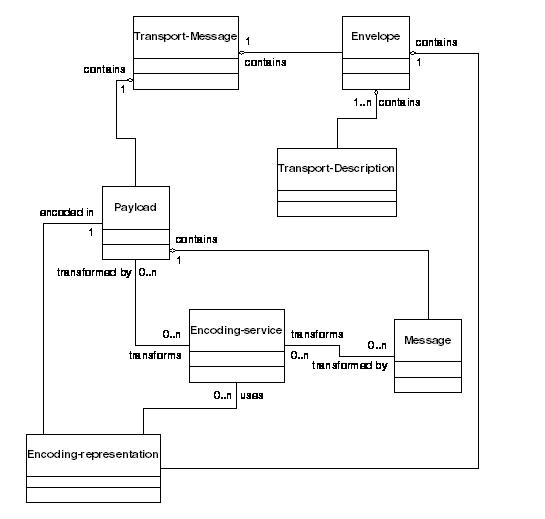 Transport-Message
1
contains
Envelope
contains
1
contains
1
1..n contains
Transport-Description
Payload
encoded in
1
contains
1
transformed by 0..n
0..n
transforms
Encoding-service
transforms
0..n
0..n
transformed by
Message
0..n uses
Encoding-representation